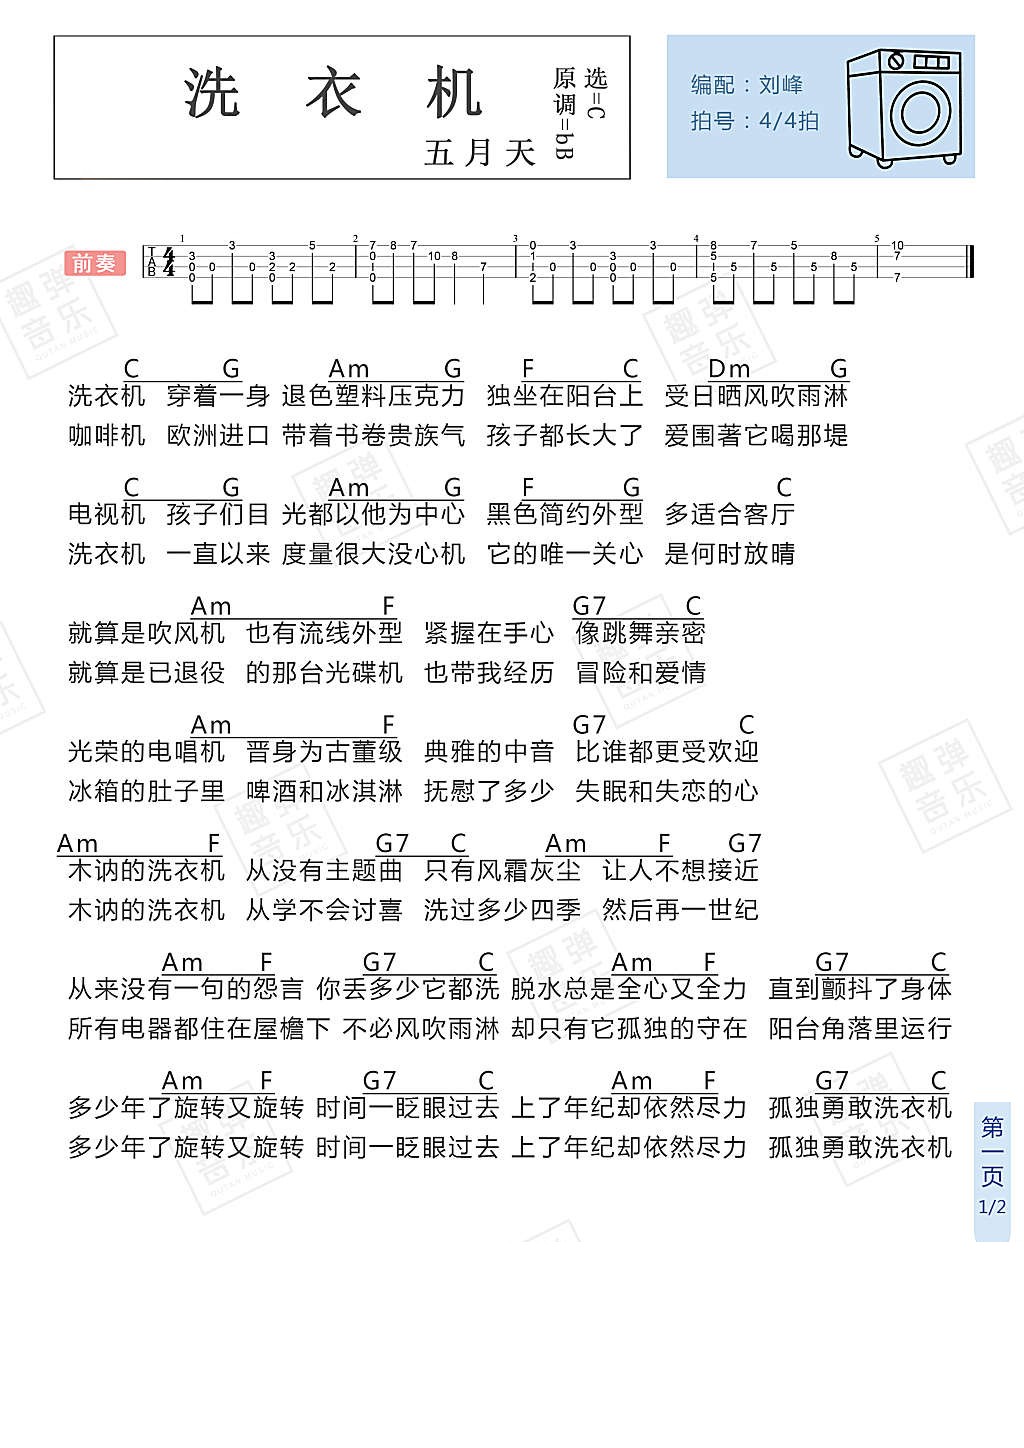 洗衣机
五月天
原调=bB
选=C
编配：刘峰
拍号：4/4拍
前奏
1 2 3 4 5
T A B 4 4
C G Am G F C Dm G
洗衣机 穿着一身 退色塑料压克力 独坐在阳台上 受日晒风吹雨淋
咖啡机 欧洲进口 带着书卷贵族气 孩子都长大了 爱围著它喝那堤
C G Am G F G C
电视机 孩子们目 光都以他为中心 黑色简约外型 多适合客厅
洗衣机 一直以来 度量很大没心机 它的唯一关心 是何时放晴
Am F G7 C
就算是吹风机 也有流线外型 紧握在手心 像跳舞亲密
就算是已退役 的那台光碟机 也带我经历 冒险和爱情
Am F G7 C
光荣的电唱机 晋身为古董级 典雅的中音 比谁都更受欢迎
冰箱的肚子里 啤酒和冰淇淋 抚慰了多少 失眠和失恋的心
Am F G7 C Am F G7
木讷的洗衣机 从没有主题曲 只有风霜灰尘 让人不想接近
木讷的洗衣机 从学不会讨喜 洗过多少四季 然后再一世纪
Am F G7 C Am F G7 C
从来没有一句的怨言 你丢多少它都洗 脱水总是全心又全力 直到颤抖了身体
所有电器都住在屋檐下 不必风吹雨淋 却只有它孤独的守在 阳台角落里运行
Am F G7 C Am F G7 C
多少年了旋转又旋转 时间一眨眼过去 上了年纪却依然尽力 孤独勇敢洗衣机
多少年了旋转又旋转 时间一眨眼过去 上了年纪却依然尽力 孤独勇敢洗衣机
第一页
1/2
趣弹音乐
QUTAN MUSIC